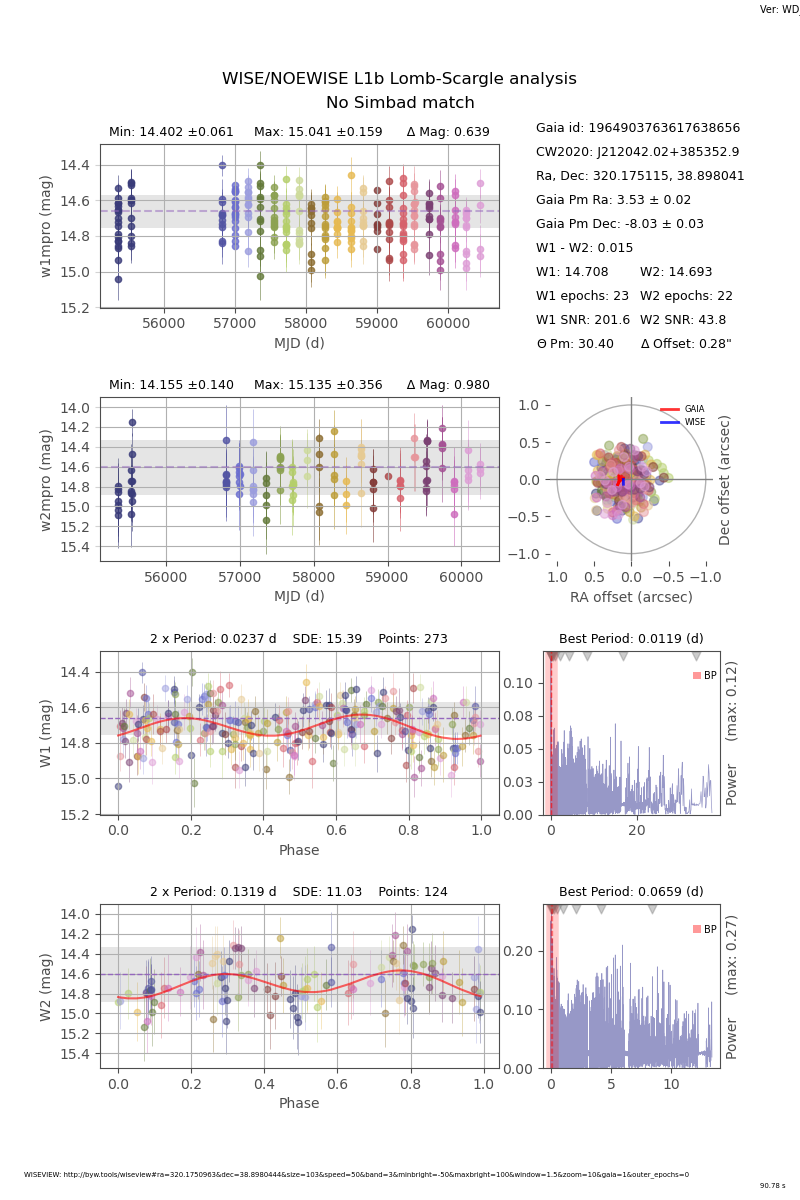 Ver: WD_
WISE/NOEWISE L1b Lomb-Scargle analysis
No Simbad match
Min: 14.402 ±0.061 Max: 15.041 ±0.159 Δ Mag: 0.639
w1mpro (mag)
14.4
14.6
14.8
15.0
15.2
56000 57000 58000 59000 60000
MJD (d)
Gaia id: 1964903763617638656
CW2020: J212042.02+385352.9
Ra, Dec: 320.175115, 38.898041
Gaia Pm Ra: 3.53 ± 0.02
Gaia Pm Dec: -8.03 ± 0.03
W1 - W2: 0.015
W1: 14.708 W2: 14.693
W1 epochs: 23 W2 epochs: 22
W1 SNR: 201.6 W2 SNR: 43.8
Θ Pm: 30.40 Δ Offset: 0.28"
Min: 14.155 ±0.140 Max: 15.135 ±0.356 Δ Mag: 0.980
w2mpro (mag)
14.0
14.2
14.4
14.6
14.8
15.0
15.2
15.4
56000 57000 58000 59000 60000
MJD (d)
GAIA
WISE
1.0
0.5
0.0
−0.5
−1.0
1.0 0.5 0.0 −0.5 −1.0
RA offset (arcsec)
Dec offset (arcsec)
2 x Period: 0.0237 d SDE: 15.39 Points: 273
W1 (mag)
14.4
14.6
14.8
15.0
15.2
0.0 0.2 0.4 0.6 0.8 1.0
Phase
Best Period: 0.0119 (d)
BP
0.10
0.08
0.05
0.03
0.00
0 20
Power (max: 0.12)
2 x Period: 0.1319 d SDE: 11.03 Points: 124
W2 (mag)
14.0
14.2
14.4
14.6
14.8
15.0
15.2
15.4
0.0 0.2 0.4 0.6 0.8 1.0
Phase
Best Period: 0.0659 (d)
BP
0.20
0.10
0.00
0 5 10
Power (max: 0.27)
WISEVIEW: http://byw.tools/wiseview#ra=320.1750963&dec=38.8980444&size=103&speed=50&band=3&minbright=-50&maxbright=100&window=1.5&zoom=10&gaia=1&outer_epochs=0
90.78 s